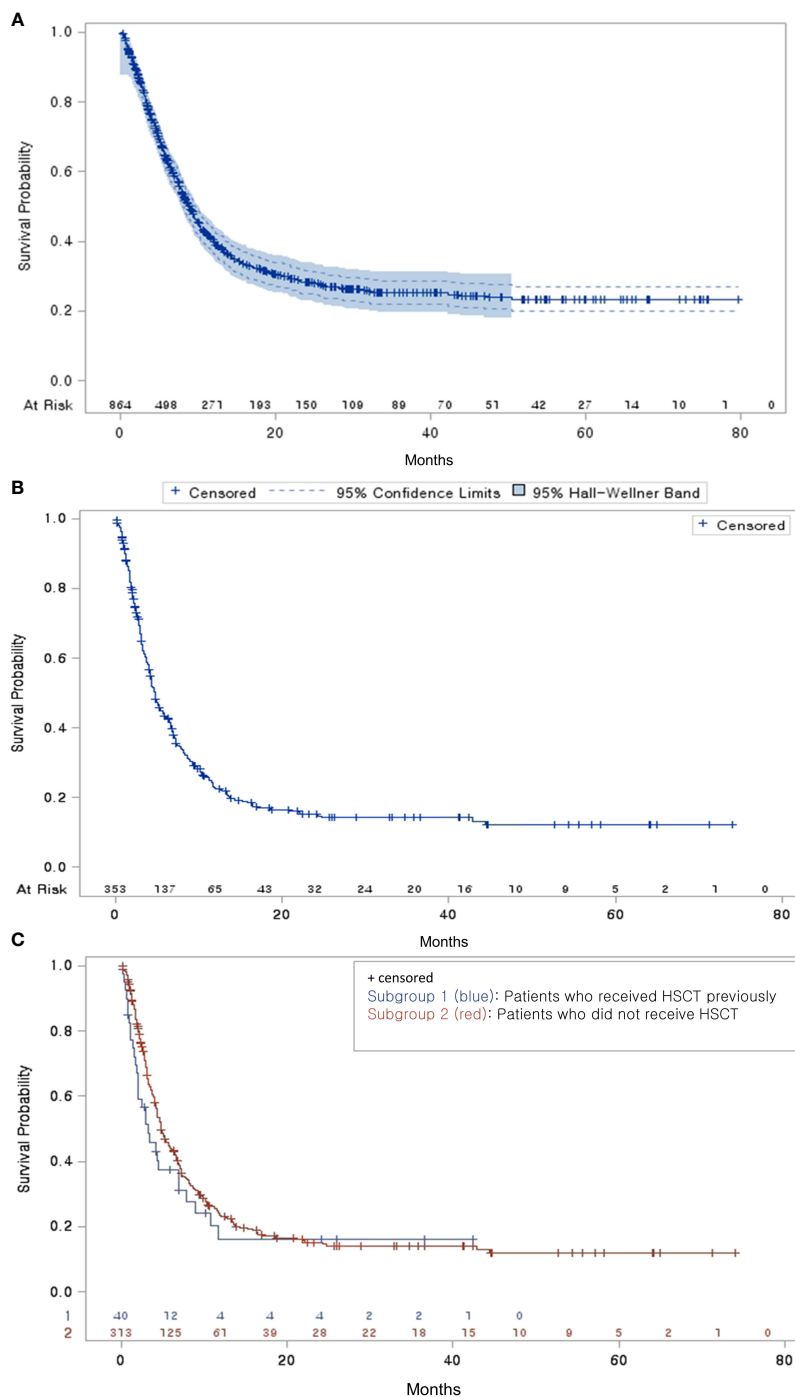 A
1.0
0.8
0.6
0.4
0.2
0.0
Survival Probability
At Risk 864 498 271 193 150 109 89 70 51 42 27 14 10 1 0
0 20 40 60 80
Months
B
+ Censored 95% Confidence Limits 95% Hall-Wellner Band
+ Censored
1.0
0.8
0.6
0.4
0.2
0.0
Survival Probability
At Risk 353 137 65 43 32 24 20 16 10 9 5 2 1 0
0 20 40 60 80
Months
C
+ censored
Subgroup 1 (blue): Patients who received HSCT previously
Subgroup 2 (red): Patients who did not receive HSCT
1.0
0.8
0.6
0.4
0.2
0.0
Survival Probability
1 40 12 4 4 4 2 2 1 0
2 313 125 61 39 28 22 18 15 10 9 5 2 1 0
0 20 40 60 80
Months